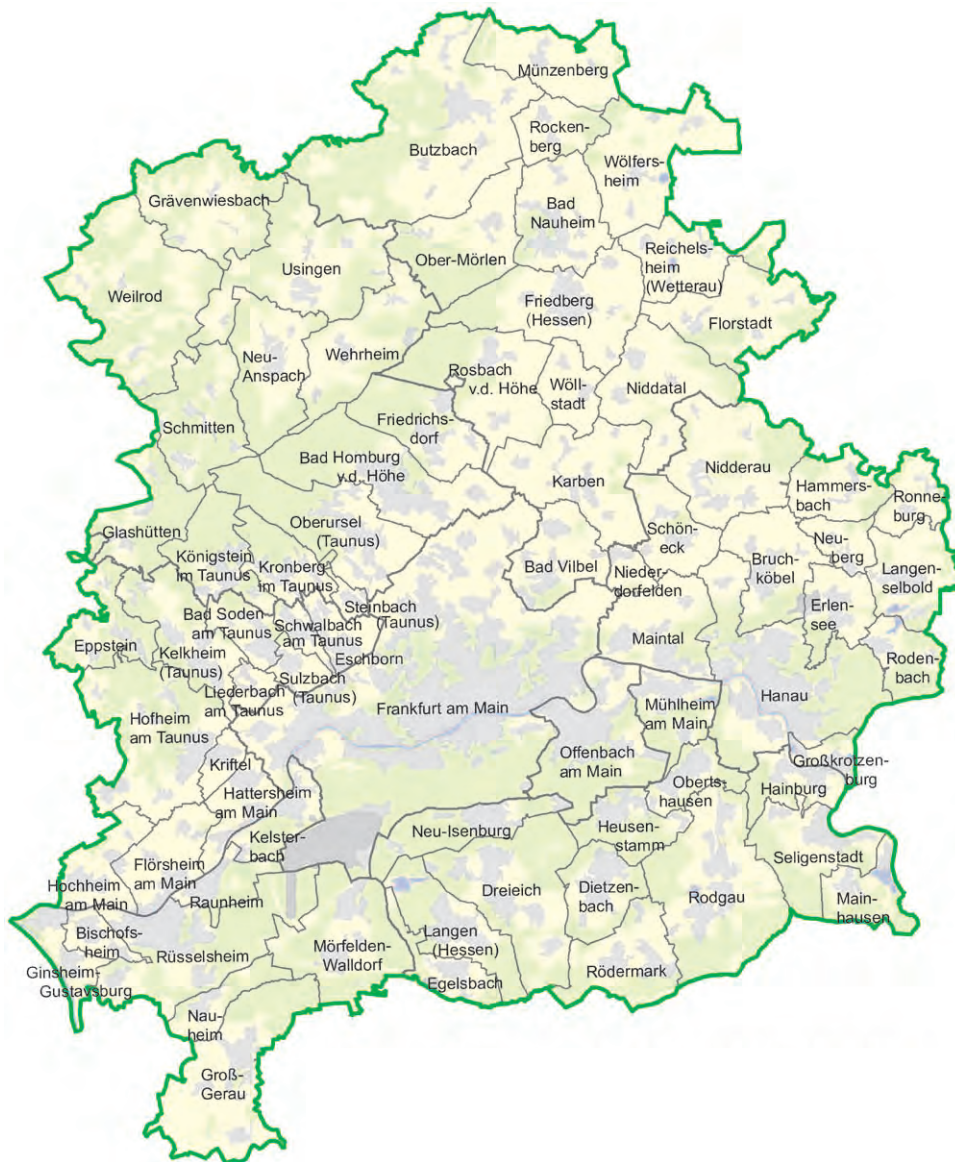 Münzenberg
Rocken-
berg
Butzbach
Wölfers-
heim
Grävenwiesbach
Bad
Nauheim
Reichels-
heim
(Wetterau)
Usingen
Ober-Mörlen
Weilrod
Friedberg
(Hessen)
Florstadt
Neu-
Anspach
Wehrheim
Rosbach
v.d. Höhe
Wöll-
stadt
Niddatal
Schmitten
Friedrichs-
dorf
Bad Homburg
v.d. Höhe
Karben
Nidderau
Hammers-
bach
Ronne-
burg
Glashütten
Oberursel
(Taunus)
Schön-
eck
Neu-
berg
Königstein
im Taunus
Kronberg
im Taunus
Bad Vilbel
Nieder-
dorfelden
Bruch-
köbel
Langen-
selbold
Steinbach
(Taunus)
Bad Soden
am Taunus
Schwalbach
am Taunus
Erlen-
see
Eppstein
Kelkheim
(Taunus)
Eschborn
Maintal
Roden-
bach
Sulzbach
(Taunus)
Liederbach
am Taunus
Hofheim
am Taunus
Frankfurt am Main
Mühlheim
am Main
Hanau
Kriftel
Offenbach
am Main
Großkrotzen-
burg
Hattersheim
am Main
Oberts-
hausen
Hainburg
Kelster-
bach
Neu-Isenburg
Heusen-
stamm
Flörsheim
am Main
Seligenstadt
Hochheim
am Main
Raunheim
Dreieich
Dietzen-
bach
Rodgau
Main-
hausen
Bischofs-
heim
Rüsselsheim
Mörfelden-
Walldorf
Langen
(Hessen)
Rödermark
Ginsheim-
Gustavsburg
Egelsbach
Nau-
heim
Groß-
Gerau